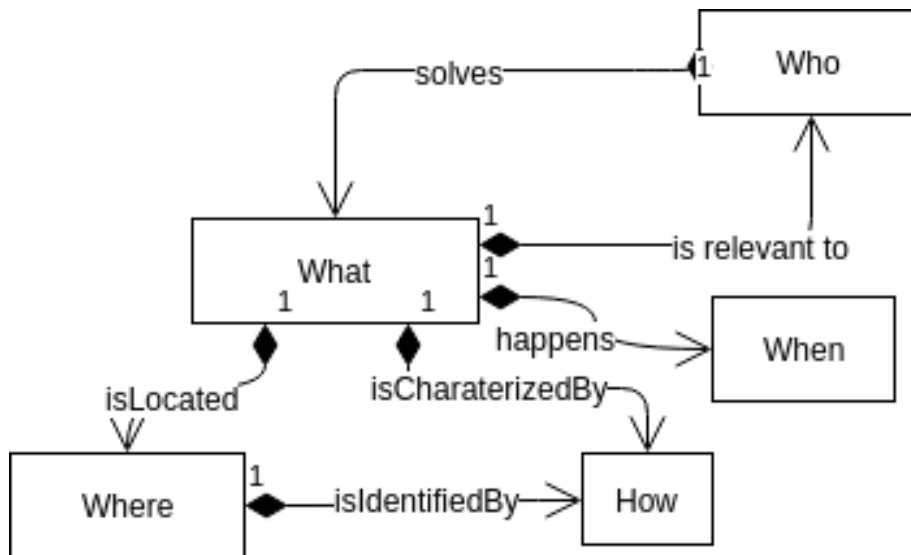 Who
1
solves
1
is relevant to
What
1
1
1
happens
When
isCharaterizedBy
isLocated
1
Where
isIdentifiedBy
How